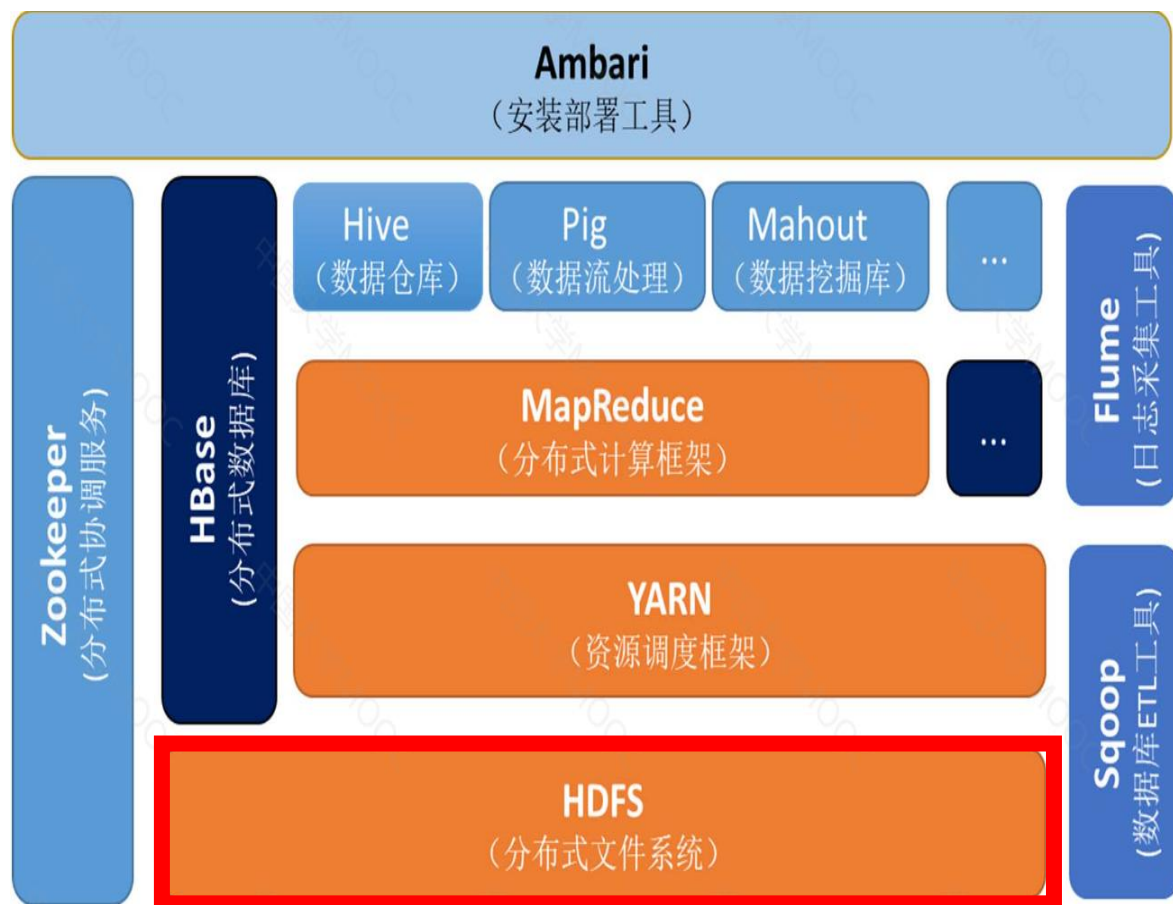 Ambari
（安装部署工具）
Zookeeper
(分布式协调服务)
HBase
(分布式数据库)
Hive
（数据仓库）
Pig
（数据流处理）
Mahout
（数据挖掘库）
...
Flume
(日志采集工具)
MapReduce
（分布式计算框架）
...
YARN
（资源调度框架）
Sqoop
(数据库ETL工具)
HDFS
（分布式文件系统）